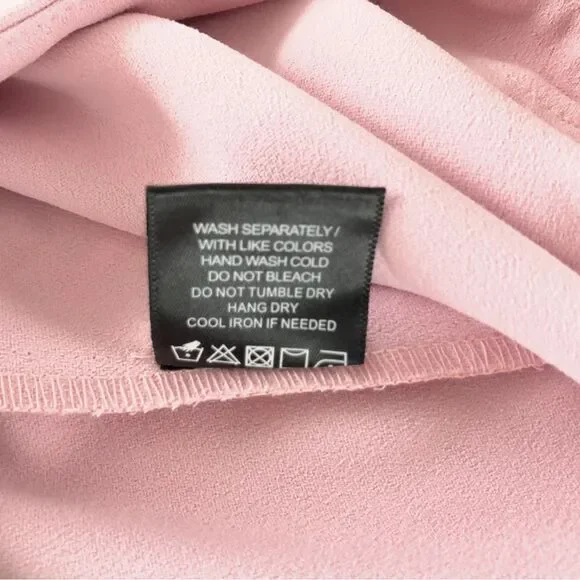 WASH SEPARATELY/
WITH LIKE COLORS
HAND WASH COLD
DO NOT BLEACH
DO NOT TUMBLE DRY
HANG DRY
COOL IRON IF NEEDED